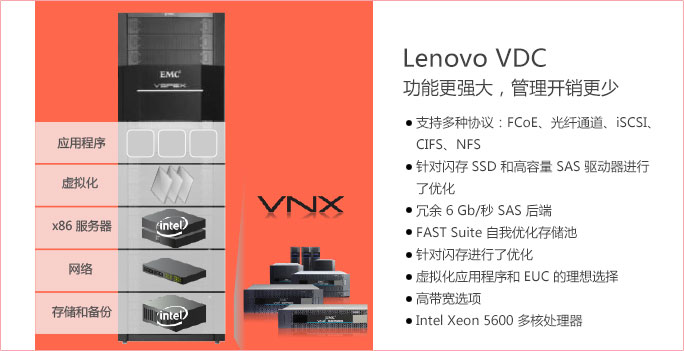 EMC²
VSPEX
应用程序
虚拟化
x86 服务器
intel
网络
存储和备份
intel
VNX
EMC²
VNX SERIES
Lenovo VDC
功能更强大，管理开销更少
● 支持多种协议：FCoE、光纤通道、iSCSI、
CIFS、NFS
● 针对闪存 SSD 和高容量 SAS 驱动器进行
了优化
● 冗余 6 Gb/秒 SAS 后端
● FAST Suite 自我优化存储池
● 针对闪存进行了优化
● 虚拟化应用程序和 EUC 的理想选择
● 高带宽选项
● Intel Xeon 5600 多核处理器